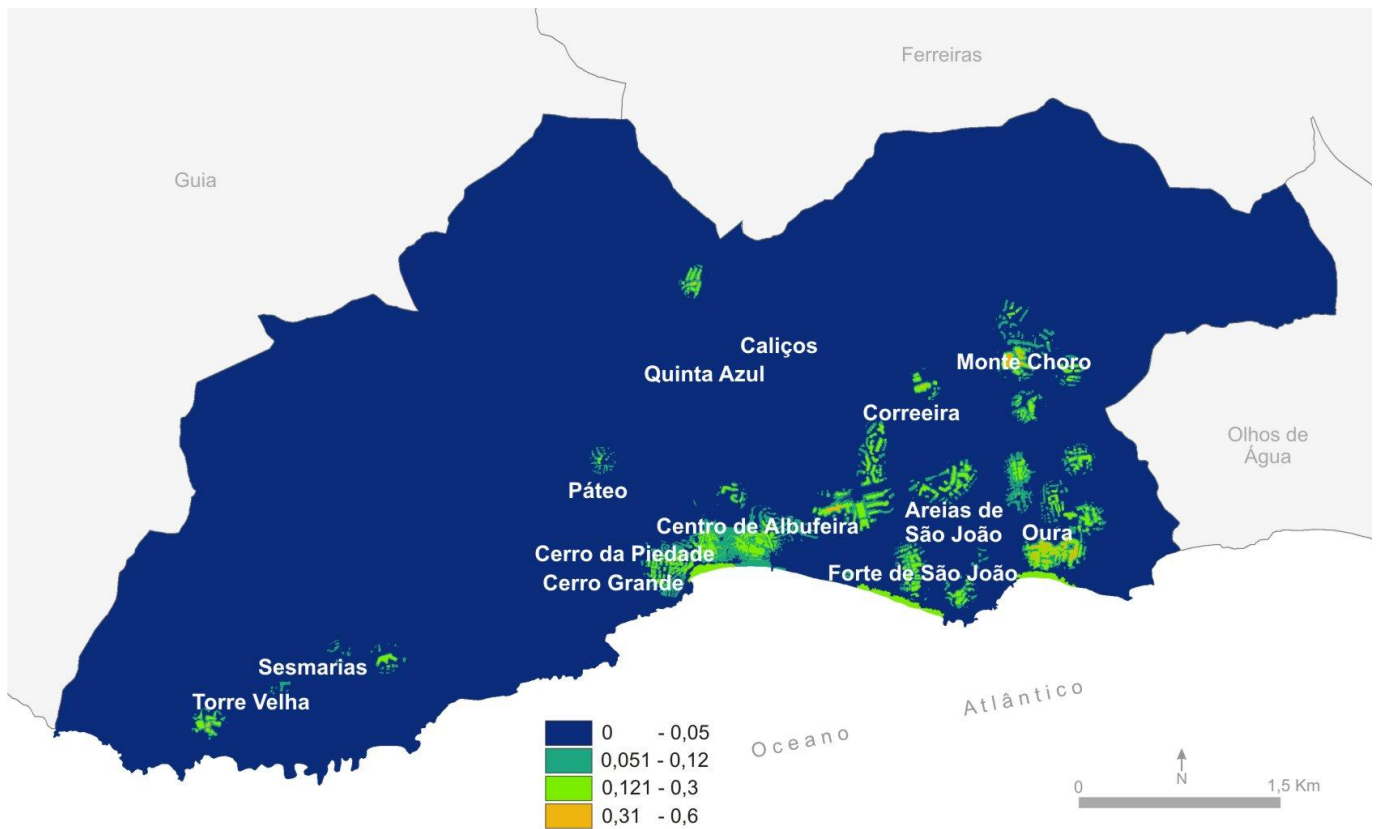 Ferreiras
Guia
Caliços
Quinta Azul
Monte Choro
Correeira
Olhos de
Água
Páteo
Areias de
São João
Centro de Albufeira
Oura
Cerro da Piedade
Forte de São João
Cerro Grande
Sesmarias
Torre Velha
Oceano Atlântico
0 - 0,05
0,051 - 0,12
0,121 - 0,3
0,31 - 0,6
N
0 1,5 Km